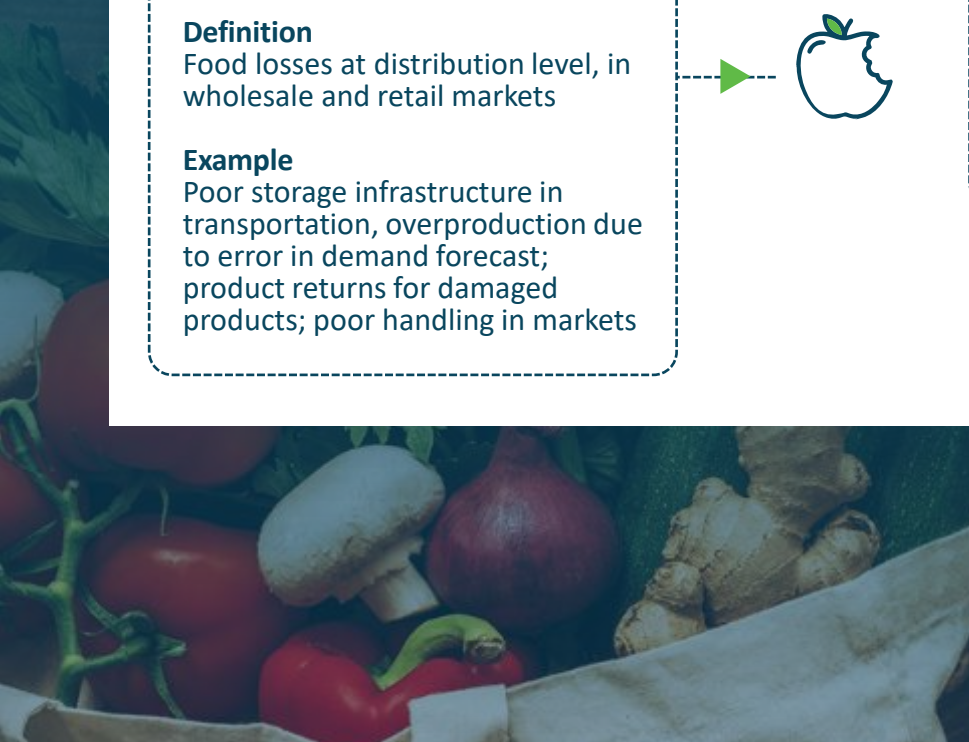 Definition
Food losses at distribution level, in
wholesale and retail markets
Example
Poor storage infrastructure in
transportation, overproduction due
to error in demand forecast;
product returns for damaged
products; poor handling in markets